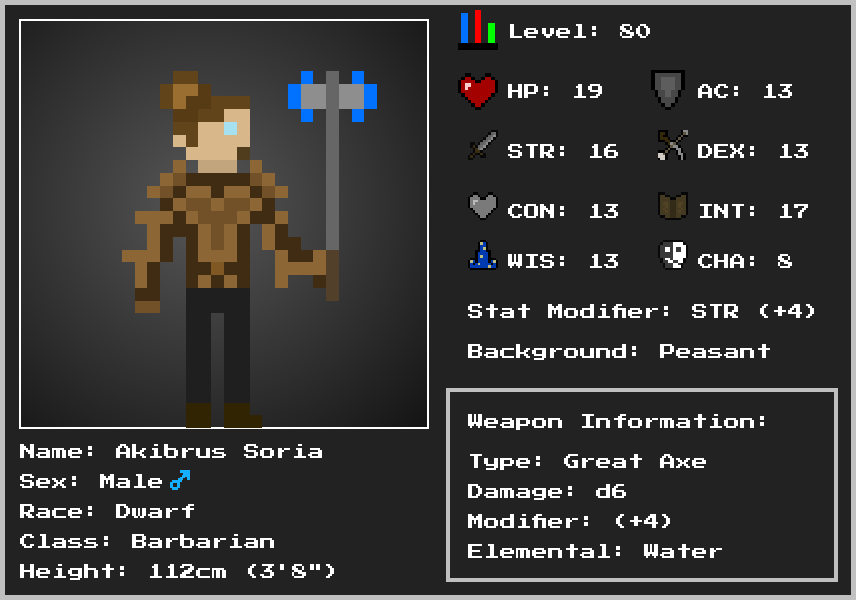 Level: 80
HP: 19
AC: 13
STR: 16
DEX: 13
CON: 13
INT: 17
WIS: 13
CHA: 8
Stat Modifier: STR (+4)
Background: Peasant
Weapon Information:
Type: Great Axe
Damage: d6
Modifier: (+4)
Elemental: Water
Name: Akibrus Soria
Sex: Male ♂
Race: Dwarf
Class: Barbarian
Height: 112cm (3'8")